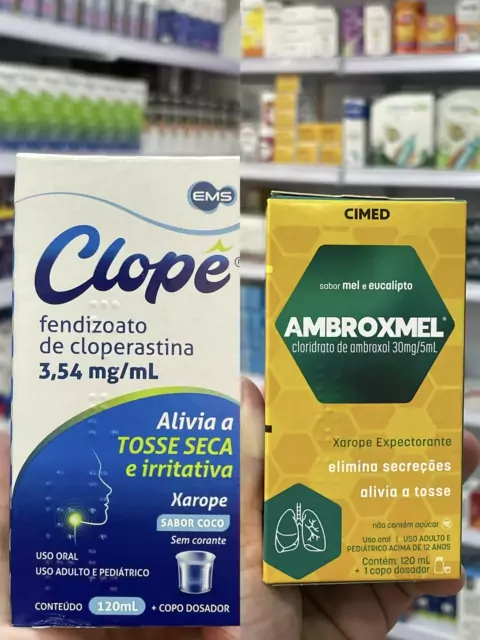 EMS
Clopê
fendizoato
de cloperastina
3,54 mg/mL
Alivia a
TOSSE SECA
e irritativa
Xarope
SABOR COCO
Sem corante
USO ORAL
USO ADULTO E PEDIÁTRICO
CONTEÚDO 120mL + COPO DOSADOR
CIMED
sabor mel e eucalipto
AMBROXMEL®
cloridrato de ambroxol 30mg/5mL
Xarope Expectorante
elimina secreções
alivia a tosse
não contém açúcar
Uso oral | USO ADULTO E
PEDIÁTRICO ACIMA DE 12 ANOS
Contém: 120 mL
+ 1 copo dosador